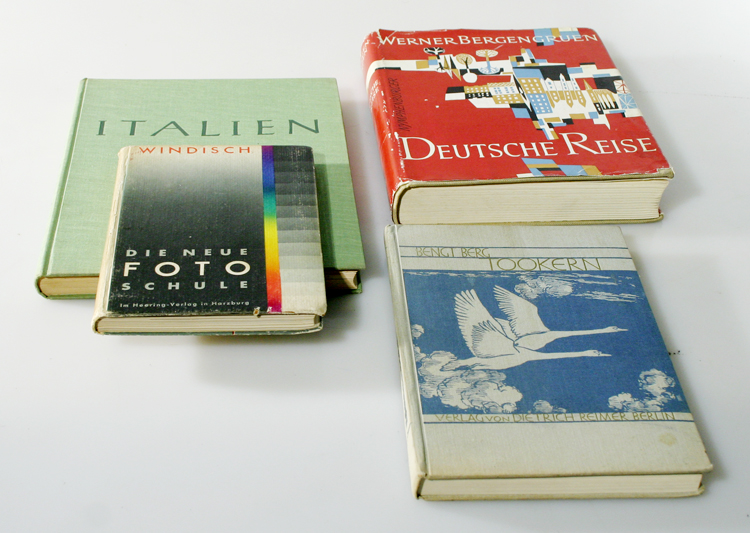 ITALIEN
WINDISCH
DIE NEUE
FOTO
SCHULE
Im Heering-Verlag in Harzburg
WERNER BERGENGRUEN
DEUTSCHE REISE
BENGT BERG
TOOKERN
VERLAG VON DIETRICH REIMER BERLIN